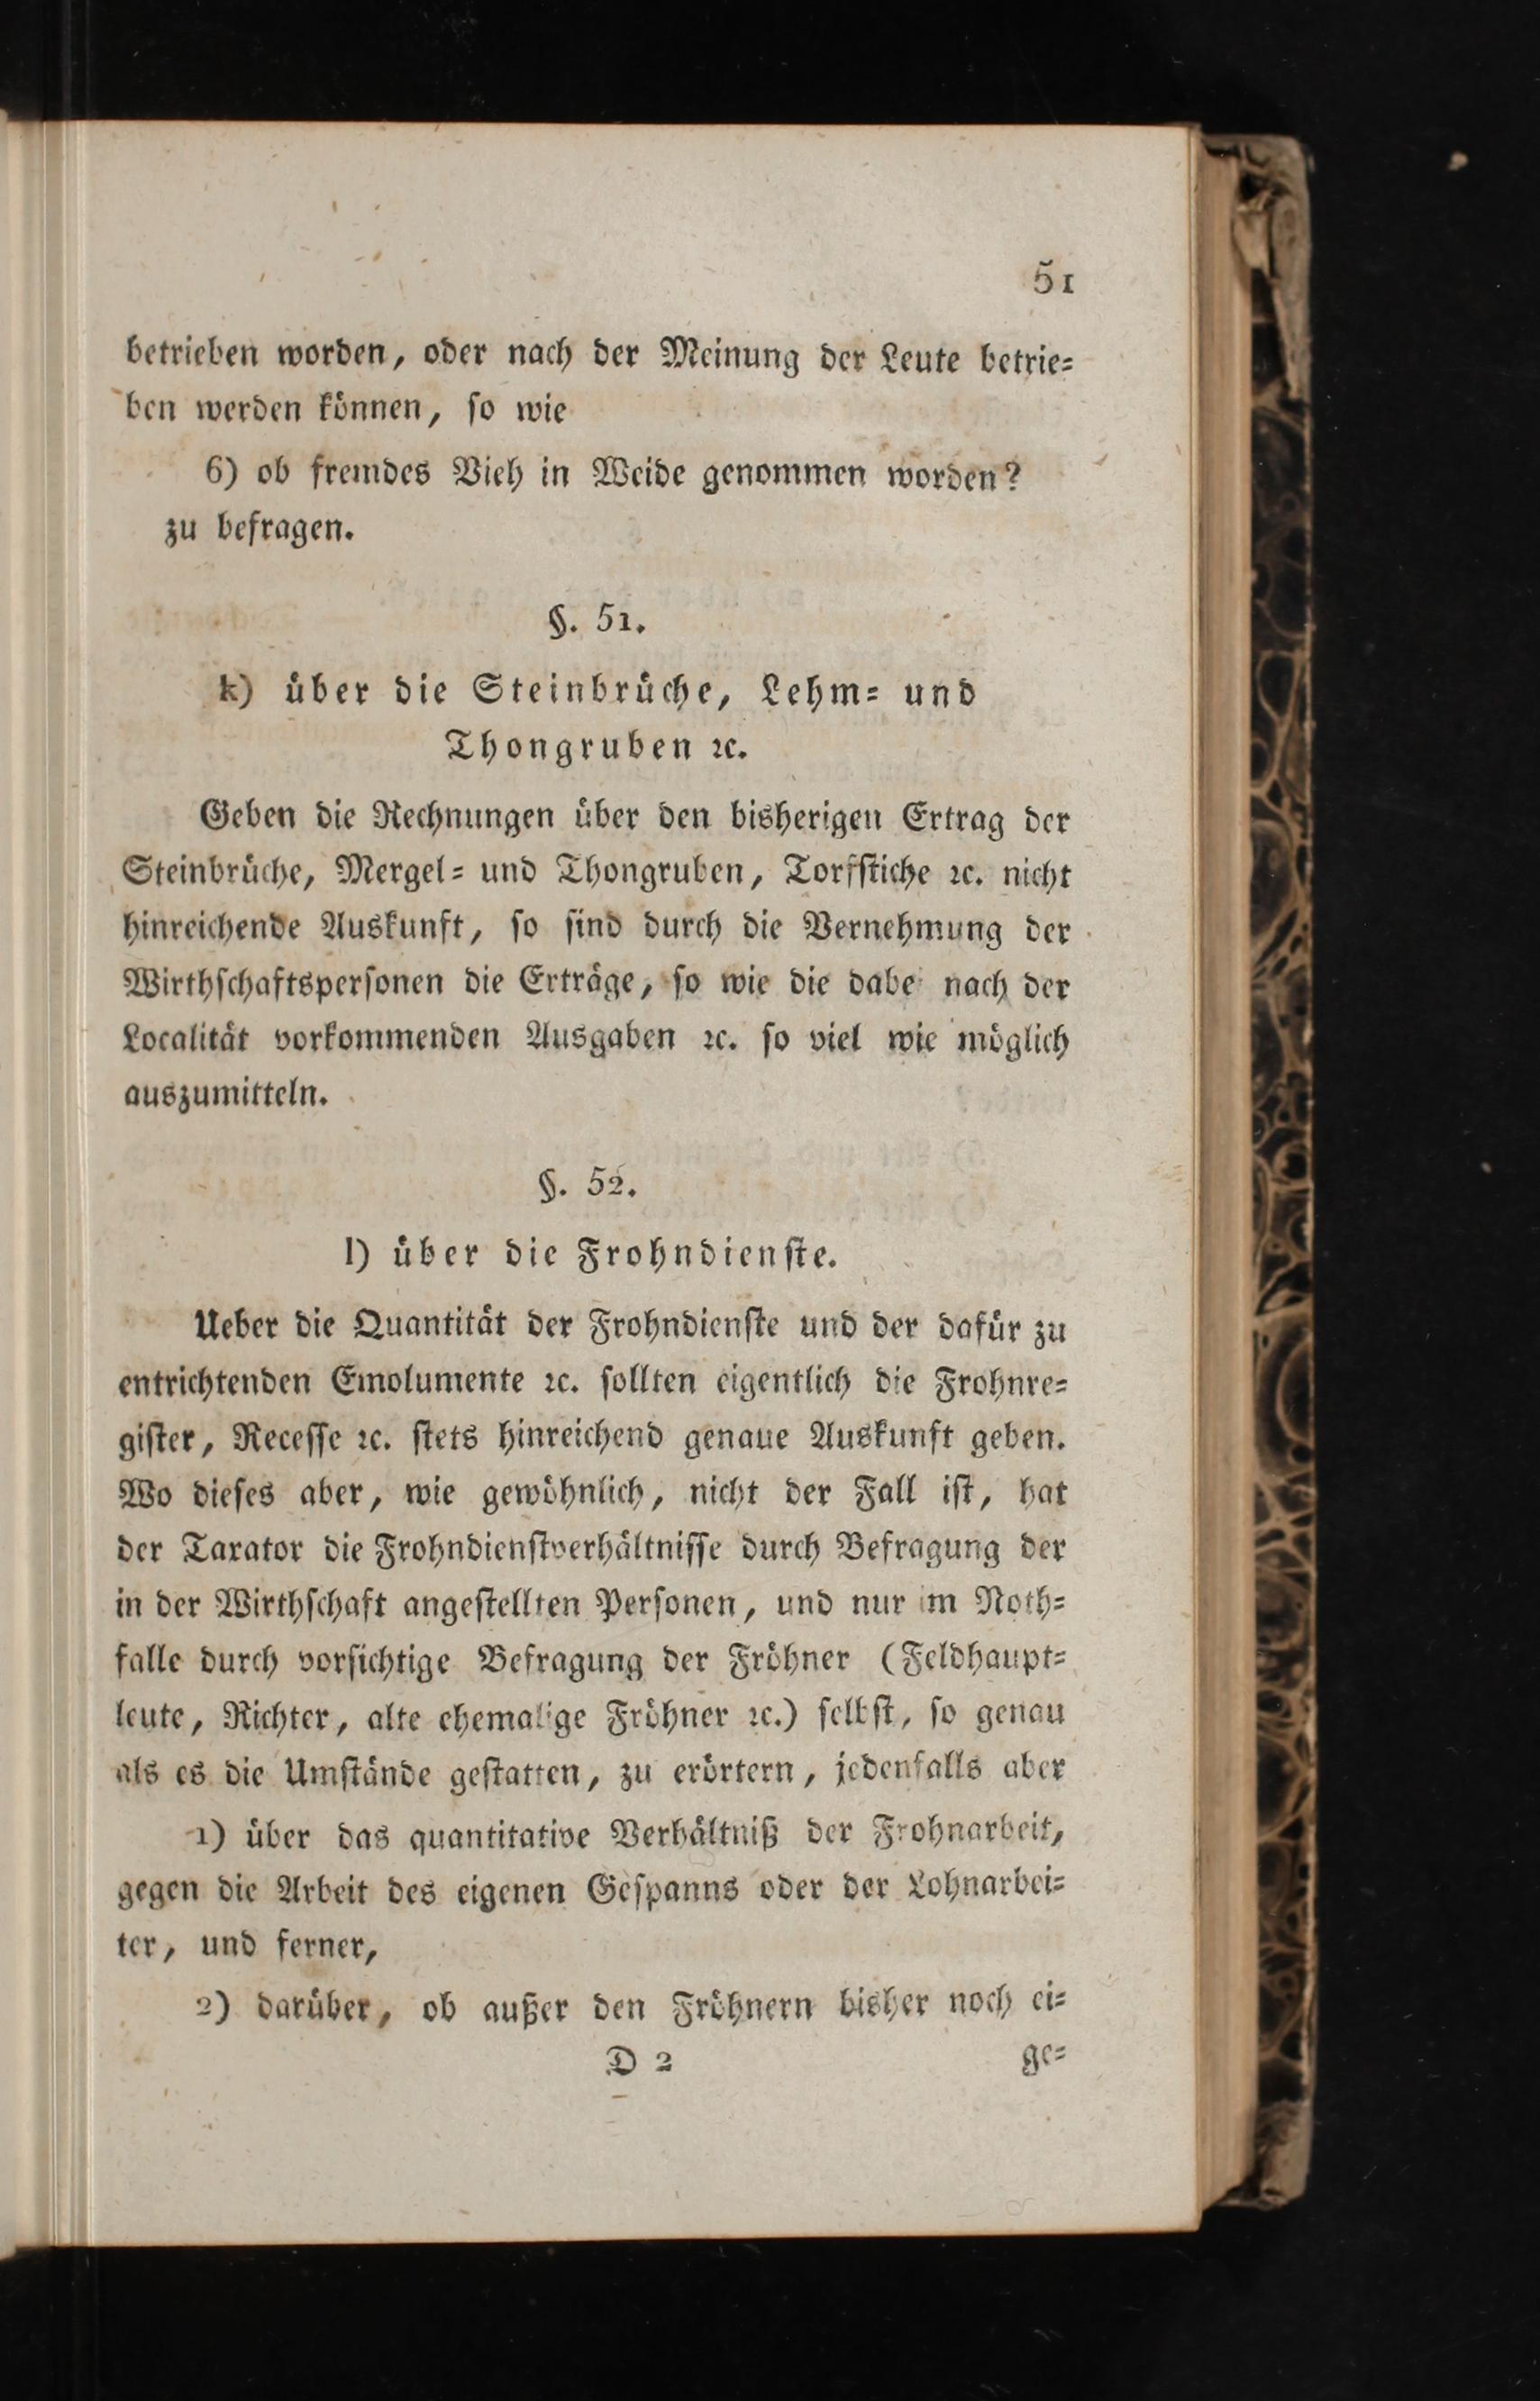 51
betrieben worden, oder nach der Meinung der Leute betrie-
ben werden können, so wie
6) ob fremdes Vieh in Weide genommen worden?
zu befragen.
§. 51.
k) über die Steinbrüche, Lehm- und
Thongruben ꝛc.
Geben die Rechnungen über den bisherigen Ertrag der
Steinbrüche, Mergel- und Thongruben, Torfstiche ꝛc. nicht
hinreichende Auskunft, so sind durch die Vernehmung der
Wirthschaftspersonen die Erträge, so wie die dabei nach der
Localität vorkommenden Ausgaben ꝛc. so viel wie möglich
auszumitteln.
§. 52.
l) über die Frohndienste.
Ueber die Quantität der Frohndienste und der dafür zu
entrichtenden Emolumente ꝛc. sollten eigentlich die Frohnre-
gister, Recesse ꝛc. stets hinreichend genaue Auskunft geben.
Wo dieses aber, wie gewöhnlich, nicht der Fall ist, hat
der Taxator die Frohndienstverhältnisse durch Befragung der
in der Wirthschaft angestellten Personen, und nur im Noth-
falle durch vorsichtige Befragung der Fröhner (Feldhaupt-
leute, Richter, alte ehemalige Fröhner ꝛc.) selbst, so genau
als es die Umstände gestatten, zu erörtern, jedenfalls aber
1) über das quantitative Verhältniß der Frohnarbeit,
gegen die Arbeit des eigenen Gespanns oder der Lohnarbei-
ter, und ferner,
2) darüber, ob außer den Fröhnern bisher noch ei-
D 2 ge-